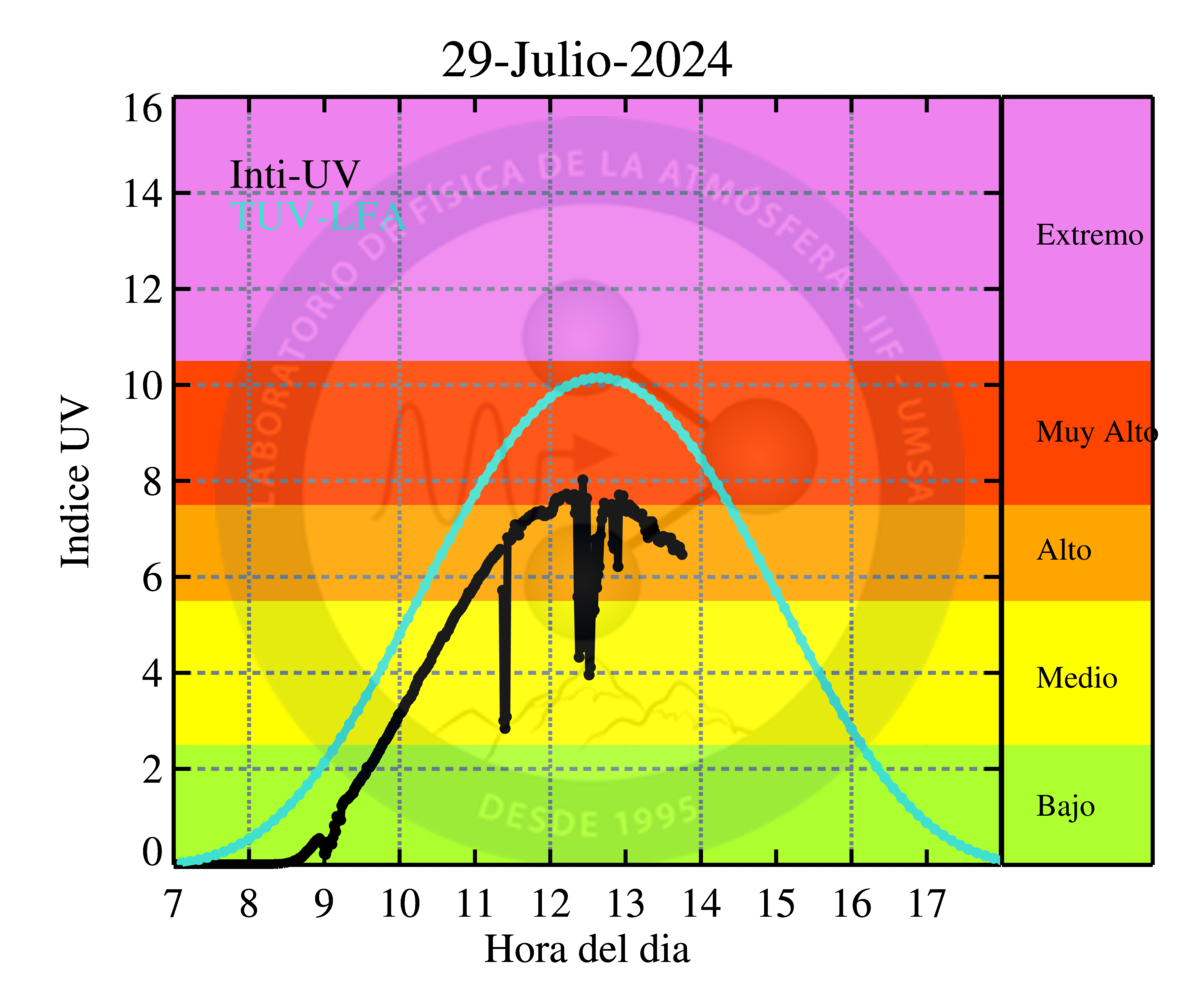 29-Julio-2024
Inti-UV
TUV-LFA
LABORATORIO DE FÍSICA DE LA ATMÓSFERA - IIF - UMSA
DESDE 1995
Indice UV
16
14
12
10
8
6
4
2
0
Extremo
Muy Alto
Alto
Medio
Bajo
7 8 9 10 11 12 13 14 15 16 17
Hora del dia